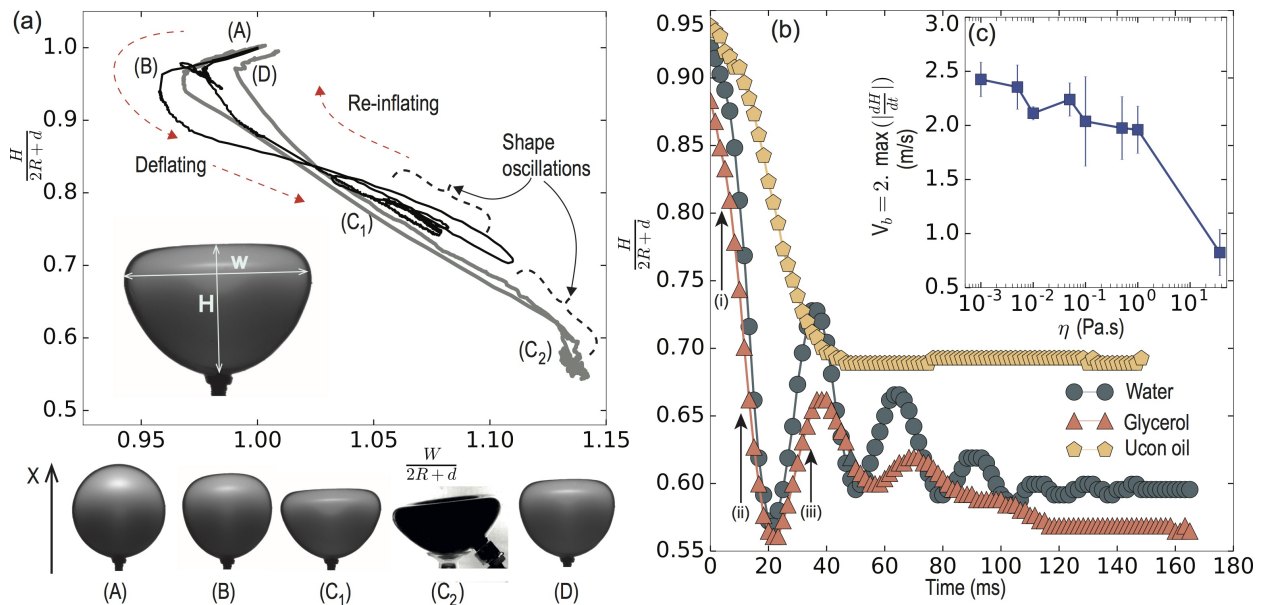 (a)
(A)
(B)
(D)
Re-inflating
Deflating
Shape
oscillations
(C₁)
(C₂)
W
H
1.0
0.9
0.8
0.7
0.6
0.5
H
2R + d
0.95
1.00
1.05
1.10
1.15
W
2R + d
X
(A)
(B)
(C₁)
(C₂)
(D)
(b)
0.95
0.90
0.85
0.80
0.75
0.70
0.65
0.60
0.55
H
2R + d
(i)
(ii)
(iii)
Water
Glycerol
Ucon oil
0
20
40
60
80
100
120
140
160
180
Time (ms)
(c)
3.0
2.5
2.0
1.5
1.0
0.5
V_b = 2. max (|dH/dt|)
(m/s)
10⁻³
10⁻²
10⁻¹
10⁰
10¹
η (Pa.s)